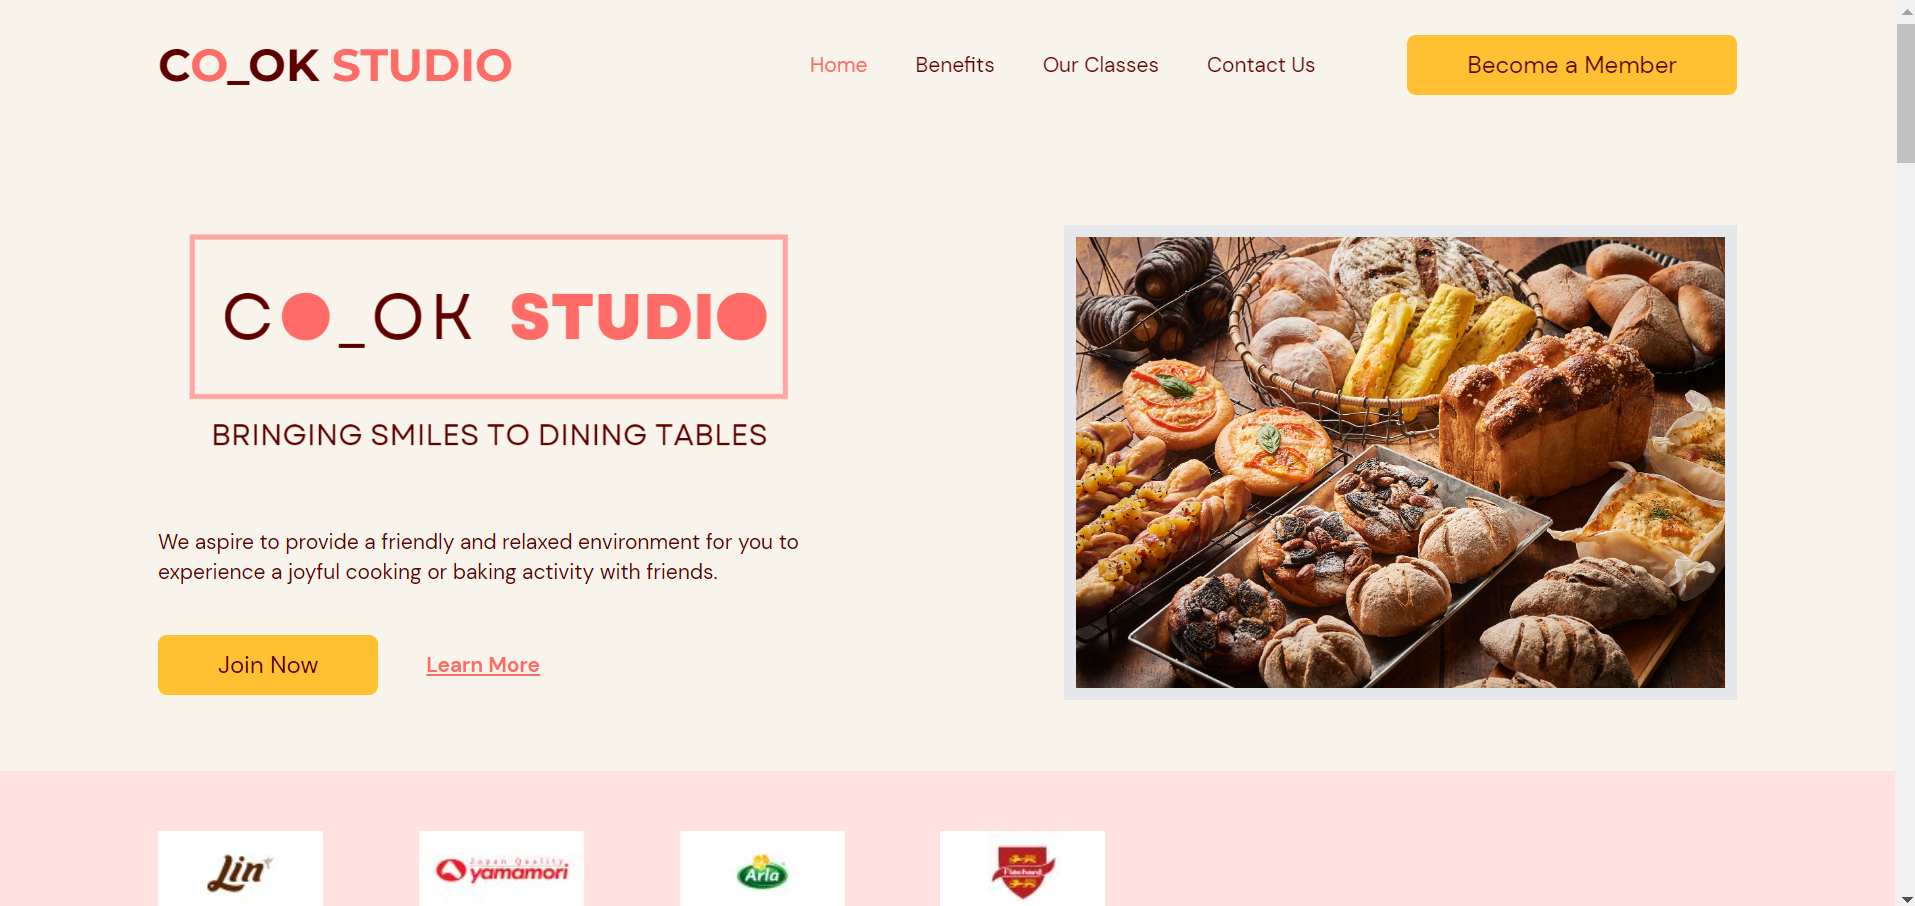 CO_OK STUDIO
Home
Benefits
Our Classes
Contact Us
Become a Member
CO_OK STUDIO
BRINGING SMILES TO DINING TABLES
We aspire to provide a friendly and relaxed environment for you to
experience a joyful cooking or baking activity with friends.
Join Now
Learn More
Lin
Japan Quality
yamamori
Arla